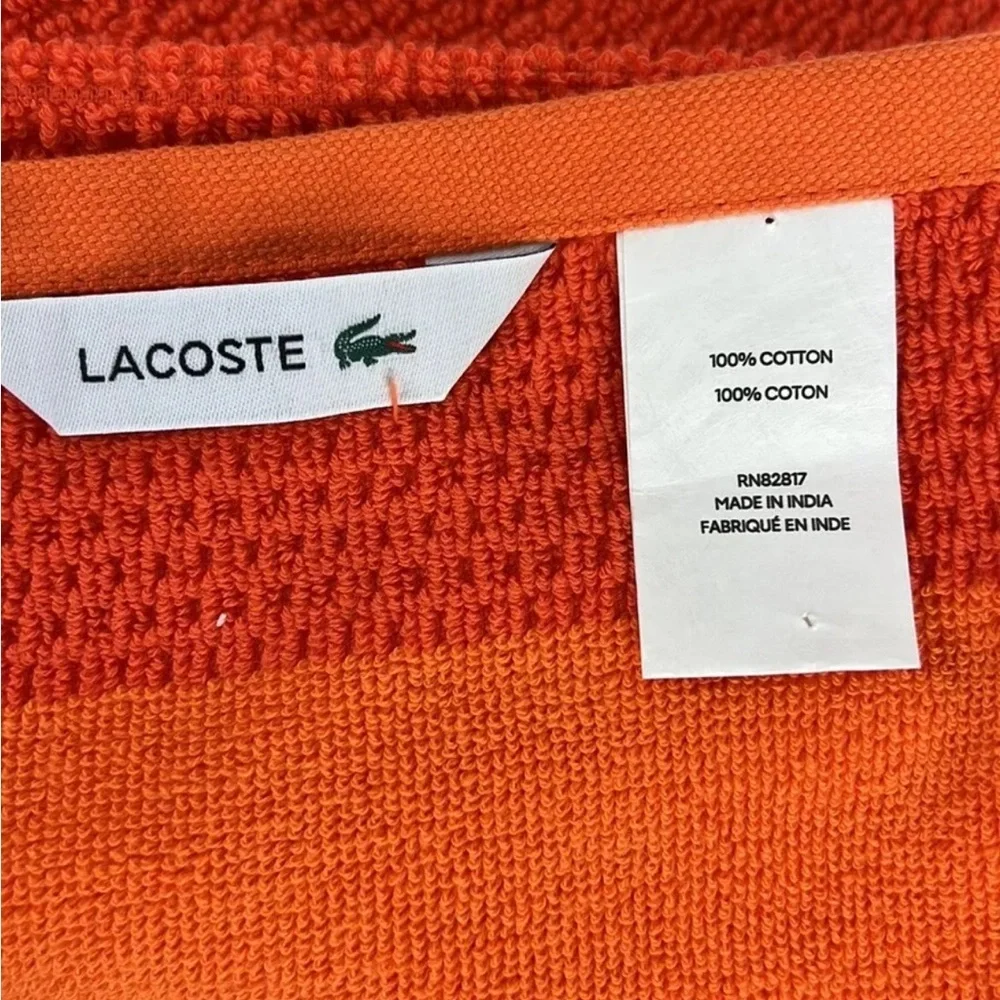 LACOSTE
100% COTTON
100% COTON
RN82817
MADE IN INDIA
FABRIQUÉ EN INDE